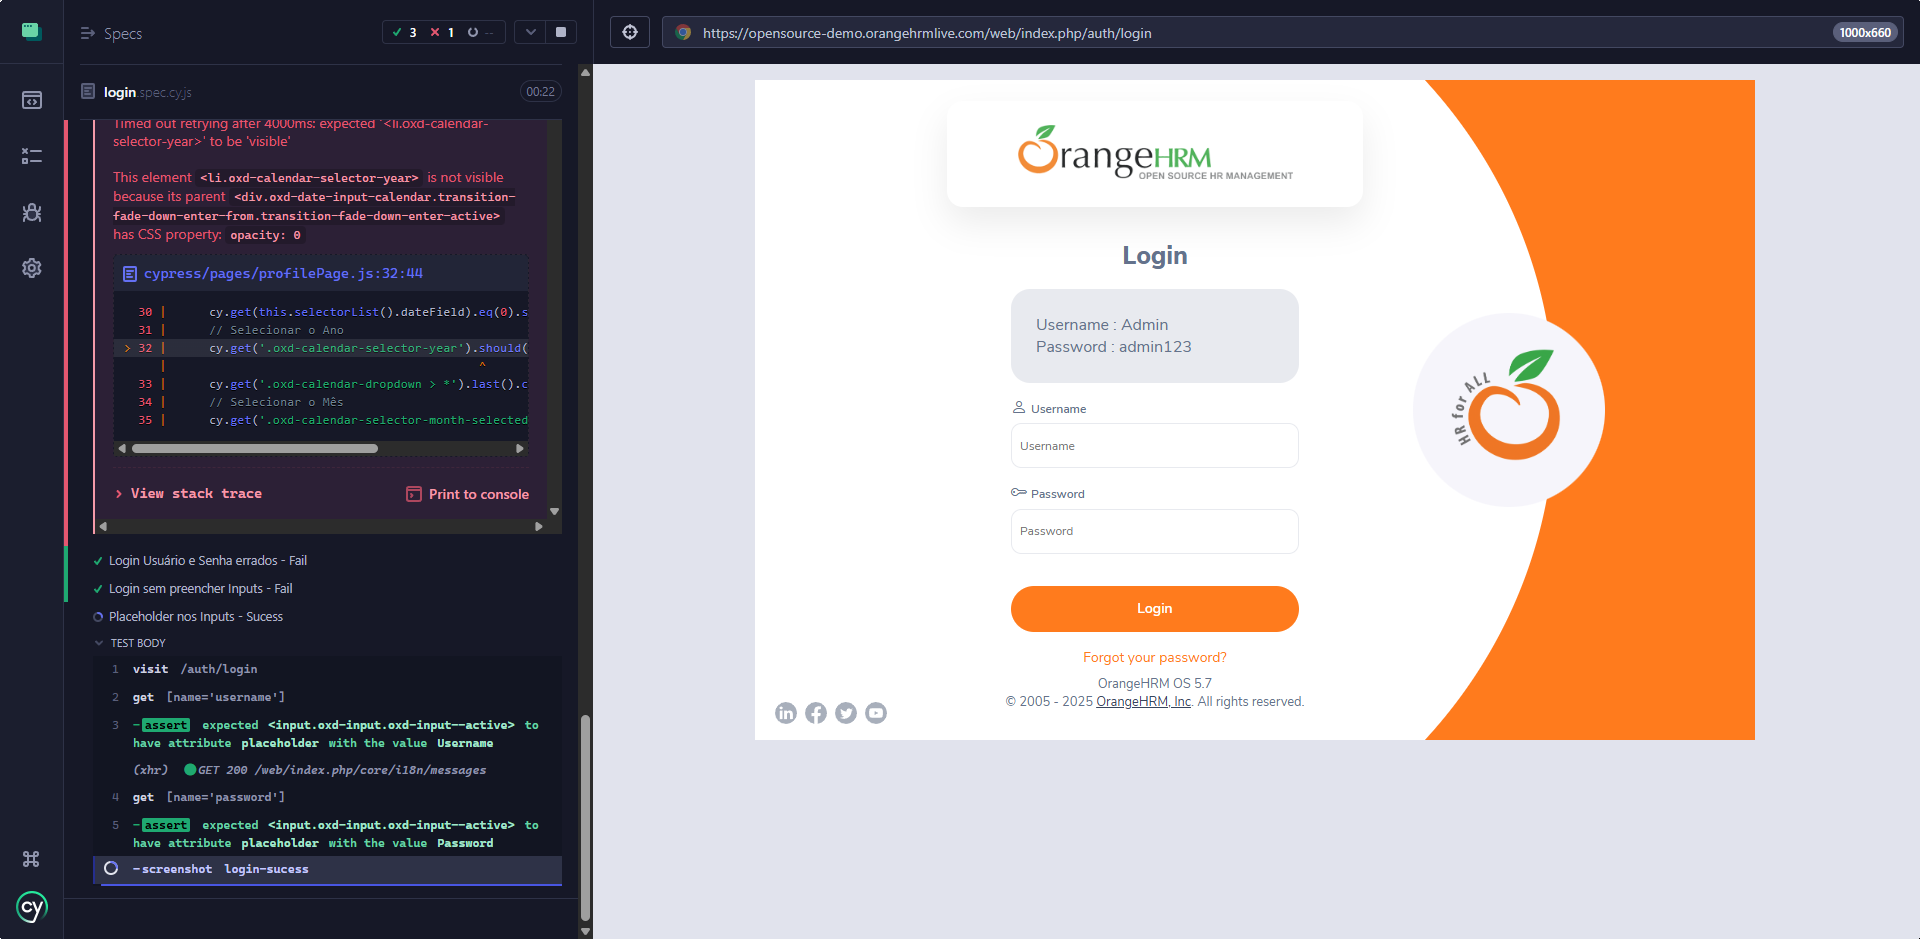 Specs
3
1
--
https://opensource-demo.orangehrmlive.com/web/index.php/auth/login
1000x660
login.spec.cy.js
00:22
Timed out retrying after 4000ms: expected '<li.oxd-calendar-
selector-year>' to be 'visible'
This element <li.oxd-calendar-selector-year> is not visible
because its parent <div.oxd-date-input-calendar.transition-
fade-down-enter-from.transition-fade-down-enter-active>
has CSS property: opacity: 0
cypress/pages/profilePage.js:32:44
30 | cy.get(this.selectorList().dateField).eq(0).s
31 | // Selecionar o Ano
> 32 | cy.get('.oxd-calendar-selector-year').should(
| ^
33 | cy.get('.oxd-calendar-dropdown > *').last().c
34 | // Selecionar o Mês
35 | cy.get('.oxd-calendar-selector-month-selected
> View stack trace
Print to console
Login Usuário e Senha errados - Fail
Login sem preencher Inputs - Fail
Placeholder nos Inputs - Sucess
TEST BODY
1 visit /auth/login
2 get [name='username']
3 -assert expected <input.oxd-input.oxd-input--active> to
have attribute placeholder with the value Username
(xhr) GET 200 /web/index.php/core/i18n/messages
4 get [name='password']
5 -assert expected <input.oxd-input.oxd-input--active> to
have attribute placeholder with the value Password
-screenshot login-sucess
cy
OrangeHRM
OPEN SOURCE HR MANAGEMENT
Login
Username : Admin
Password : admin123
Username
Username
Password
Password
Login
Forgot your password?
OrangeHRM OS 5.7
© 2005 - 2025 OrangeHRM, Inc. All rights reserved.
HR for ALL